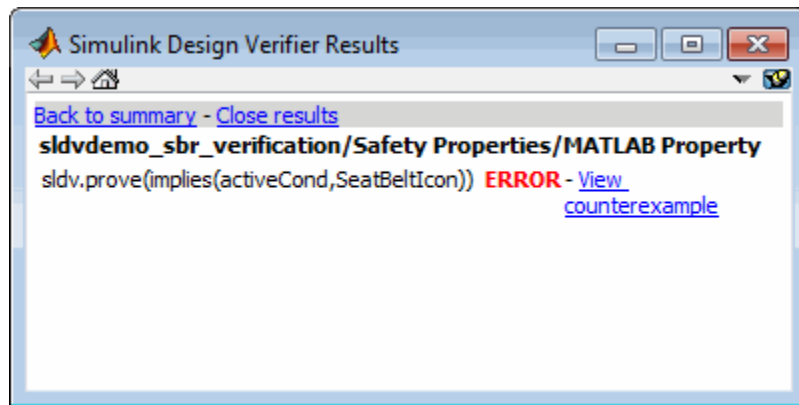 Simulink Design Verifier Results
Back to summary - Close results
sldvdemo_sbr_verification/Safety Properties/MATLAB Property
sldv.prove(implies(activeCond,SeatBeltIcon)) ERROR - View
counterexample